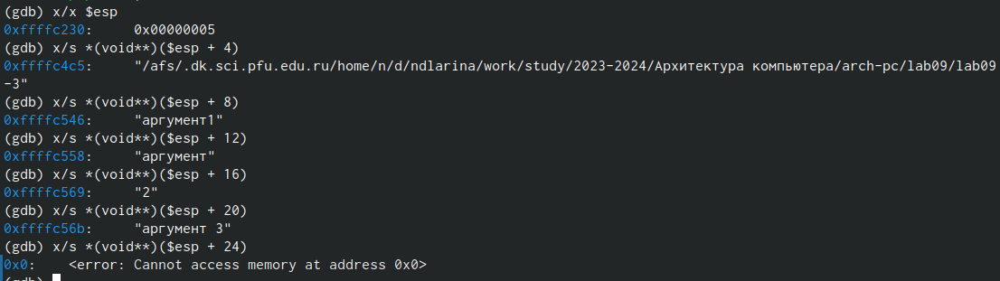 (gdb) x/x $esp
0xffffc230:     0x00000005
(gdb) x/s *(void**)($esp + 4)
0xffffc4c5:     "/afs/.dk.sci.pfu.edu.ru/home/n/d/ndlarina/work/study/2023-2024/Архитектура компьютера/arch-pc/lab09/lab09
-3"
(gdb) x/s *(void**)($esp + 8)
0xffffc546:     "аргумент1"
(gdb) x/s *(void**)($esp + 12)
0xffffc558:     "аргумент"
(gdb) x/s *(void**)($esp + 16)
0xffffc569:     "2"
(gdb) x/s *(void**)($esp + 20)
0xffffc56b:     "аргумент 3"
(gdb) x/s *(void**)($esp + 24)
0x0:    <error: Cannot access memory at address 0x0>
(gdb)